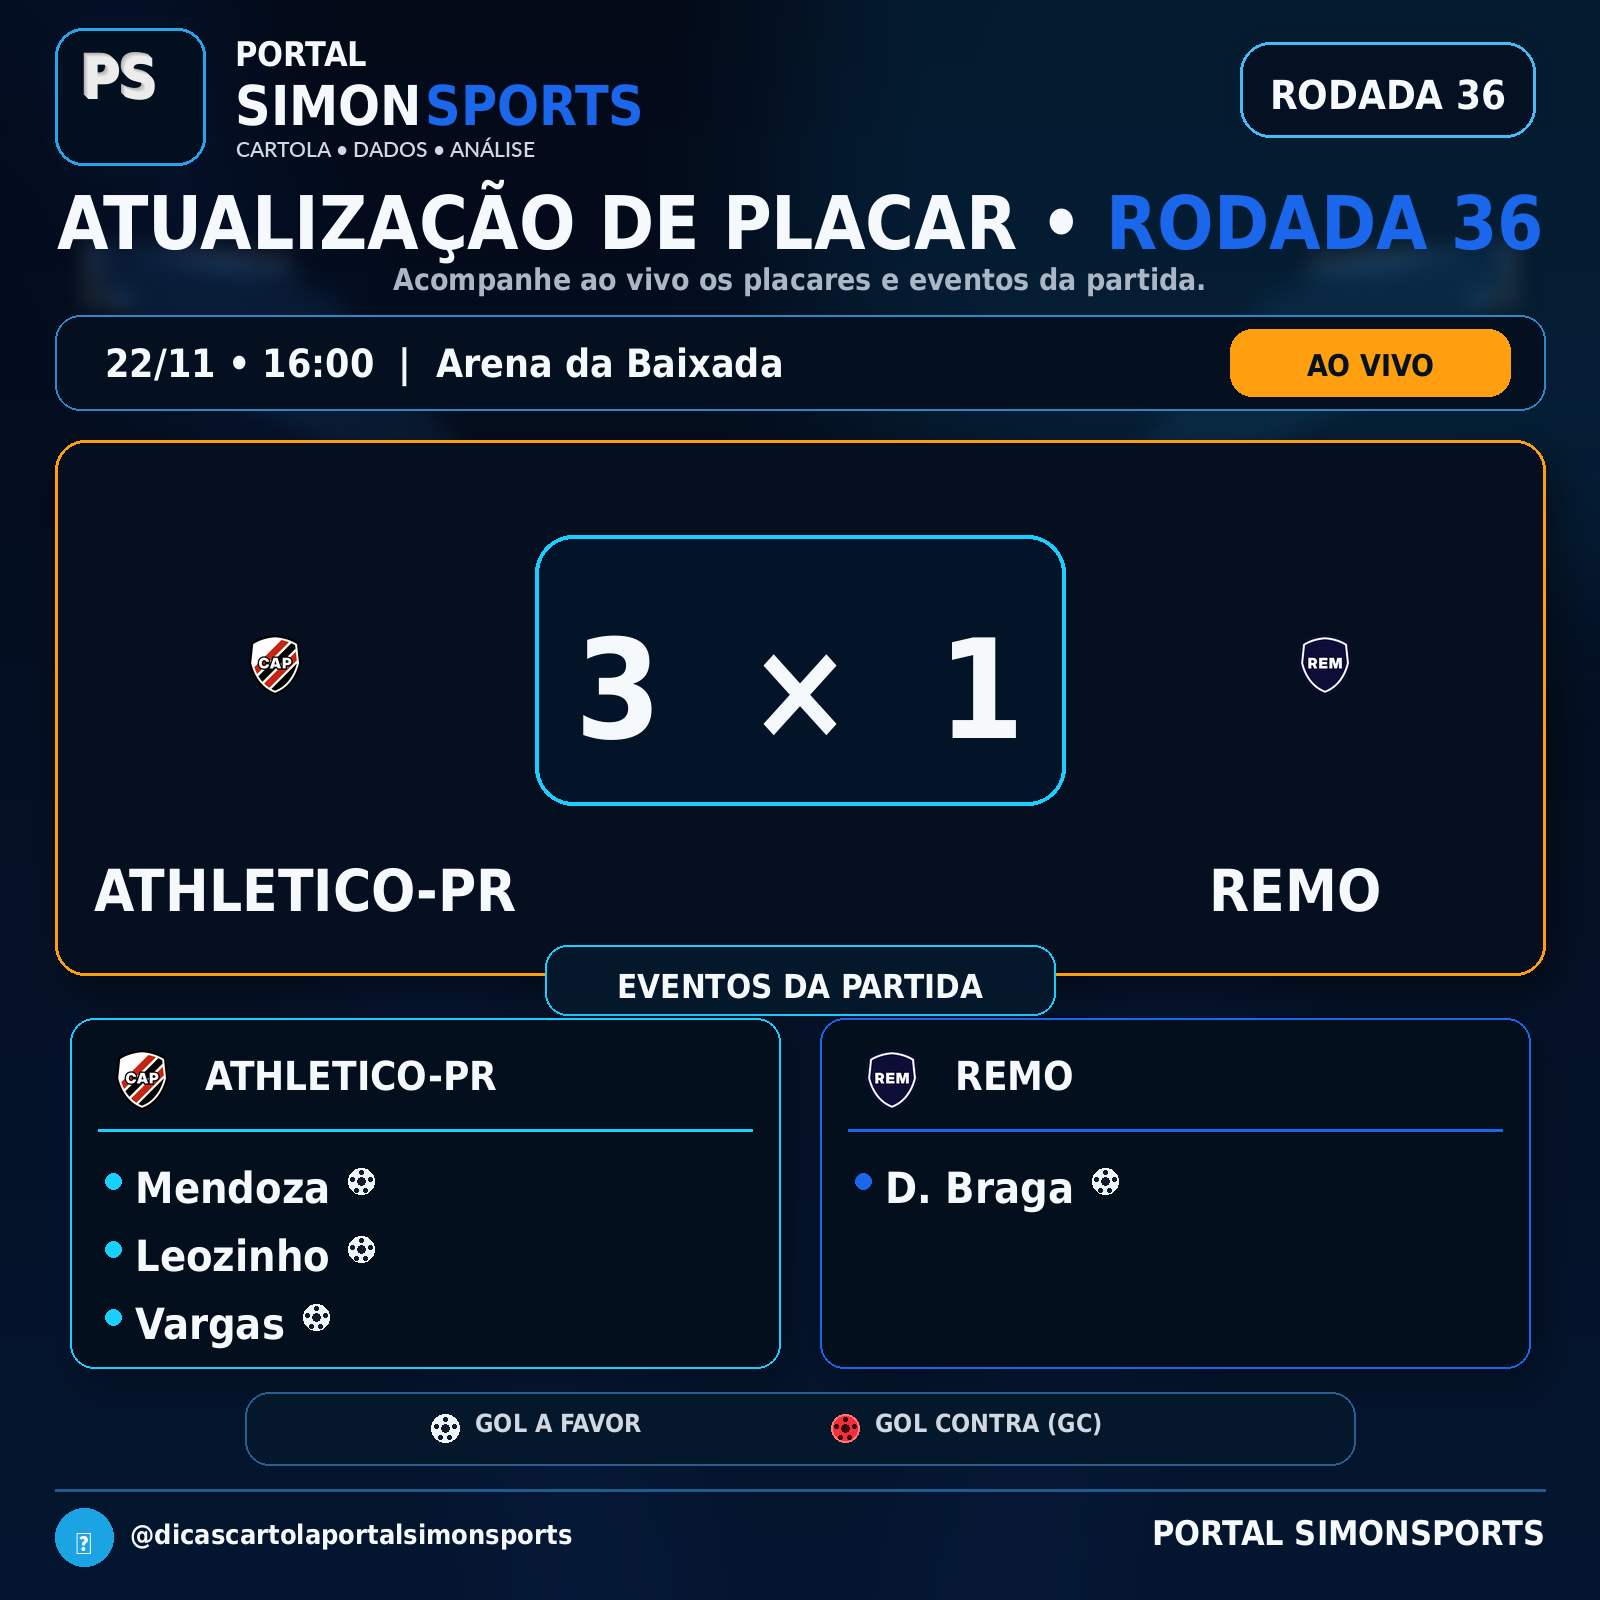 PS
PORTAL
SIMONSPORTS
CARTOLA • DADOS • ANÁLISE
RODADA 36
ATUALIZAÇÃO DE PLACAR • RODADA 36
Acompanhe ao vivo os placares e eventos da partida.
22/11 • 16:00 | Arena da Baixada
AO VIVO
CAP
3 × 1
REM
ATHLETICO-PR
REMO
EVENTOS DA PARTIDA
CAP
ATHLETICO-PR
Mendoza
Leozinho
Vargas
REM
REMO
D. Braga
GOL A FAVOR
GOL CONTRA (GC)
@dicascartolaportalsimonsports
PORTAL SIMONSPORTS